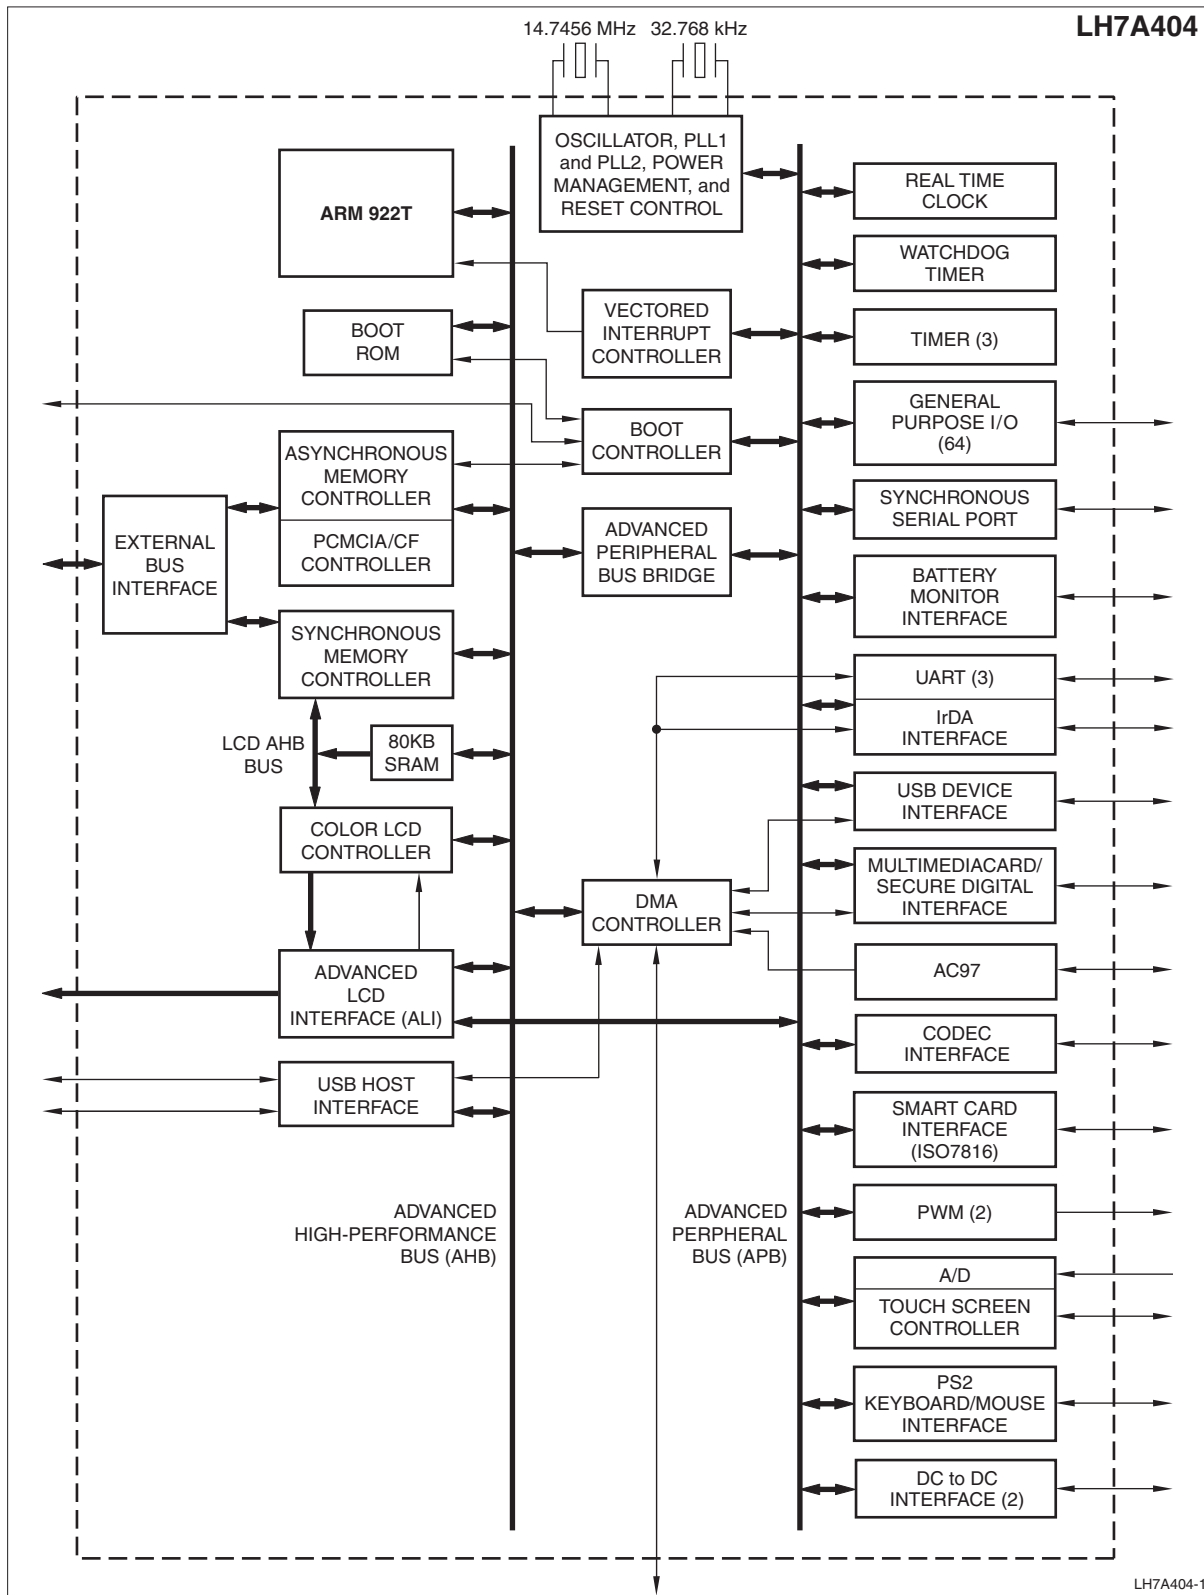 LH7A404
14.7456 MHz
32.768 kHz
OSCILLATOR, PLL1
and PLL2, POWER
MANAGEMENT, and
RESET CONTROL
ARM 922T
BOOT
ROM
VECTORED
INTERRUPT
CONTROLLER
BOOT
CONTROLLER
ASYNCHRONOUS
MEMORY
CONTROLLER
PCMCIA/CF
CONTROLLER
EXTERNAL
BUS
INTERFACE
ADVANCED
PERIPHERAL
BUS BRIDGE
SYNCHRONOUS
MEMORY
CONTROLLER
LCD AHB
BUS
80KB
SRAM
COLOR LCD
CONTROLLER
DMA
CONTROLLER
ADVANCED
LCD
INTERFACE (ALI)
USB HOST
INTERFACE
ADVANCED
HIGH-PERFORMANCE
BUS (AHB)
ADVANCED
PERPHERAL
BUS (APB)
REAL TIME
CLOCK
WATCHDOG
TIMER
TIMER (3)
GENERAL
PURPOSE I/O
(64)
SYNCHRONOUS
SERIAL PORT
BATTERY
MONITOR
INTERFACE
UART (3)
IrDA
INTERFACE
USB DEVICE
INTERFACE
MULTIMEDIACARD/
SECURE DIGITAL
INTERFACE
AC97
CODEC
INTERFACE
SMART CARD
INTERFACE
(ISO7816)
PWM (2)
A/D
TOUCH SCREEN
CONTROLLER
PS2
KEYBOARD/MOUSE
INTERFACE
DC to DC
INTERFACE (2)
LH7A404-1